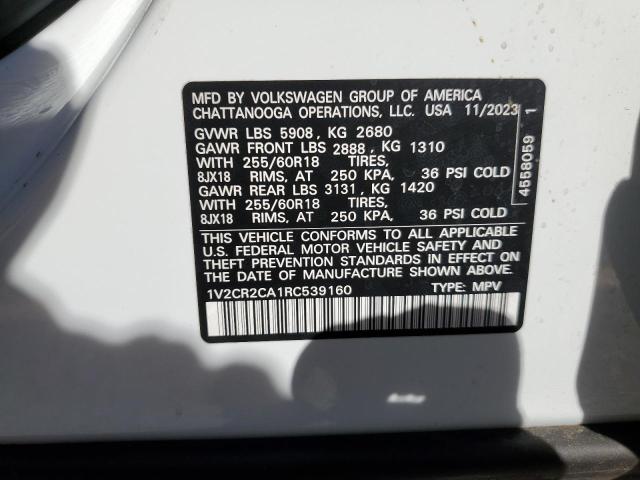 MFD BY VOLKSWAGEN GROUP OF AMERICA
CHATTANOOGA OPERATIONS, LLC. USA 11/2023
GVWR LBS 5908, KG 2680
GAWR FRONT LBS 2888, KG 1310
WITH 255/60R18 TIRES,
8JX18 RIMS, AT 250 KPA, 36 PSI COLD
GAWR REAR LBS 3131, KG 1420
WITH 255/60R18 TIRES,
8JX18 RIMS, AT 250 KPA, 36 PSI COLD
THIS VEHICLE CONFORMS TO ALL APPLICABLE
U.S. FEDERAL MOTOR VEHICLE SAFETY AND
THEFT PREVENTION STANDARDS IN EFFECT ON
THE DATE OF MANUFACTURE SHOWN ABOVE.
1V2CR2CA1RC539160 TYPE: MPV
4558059 1